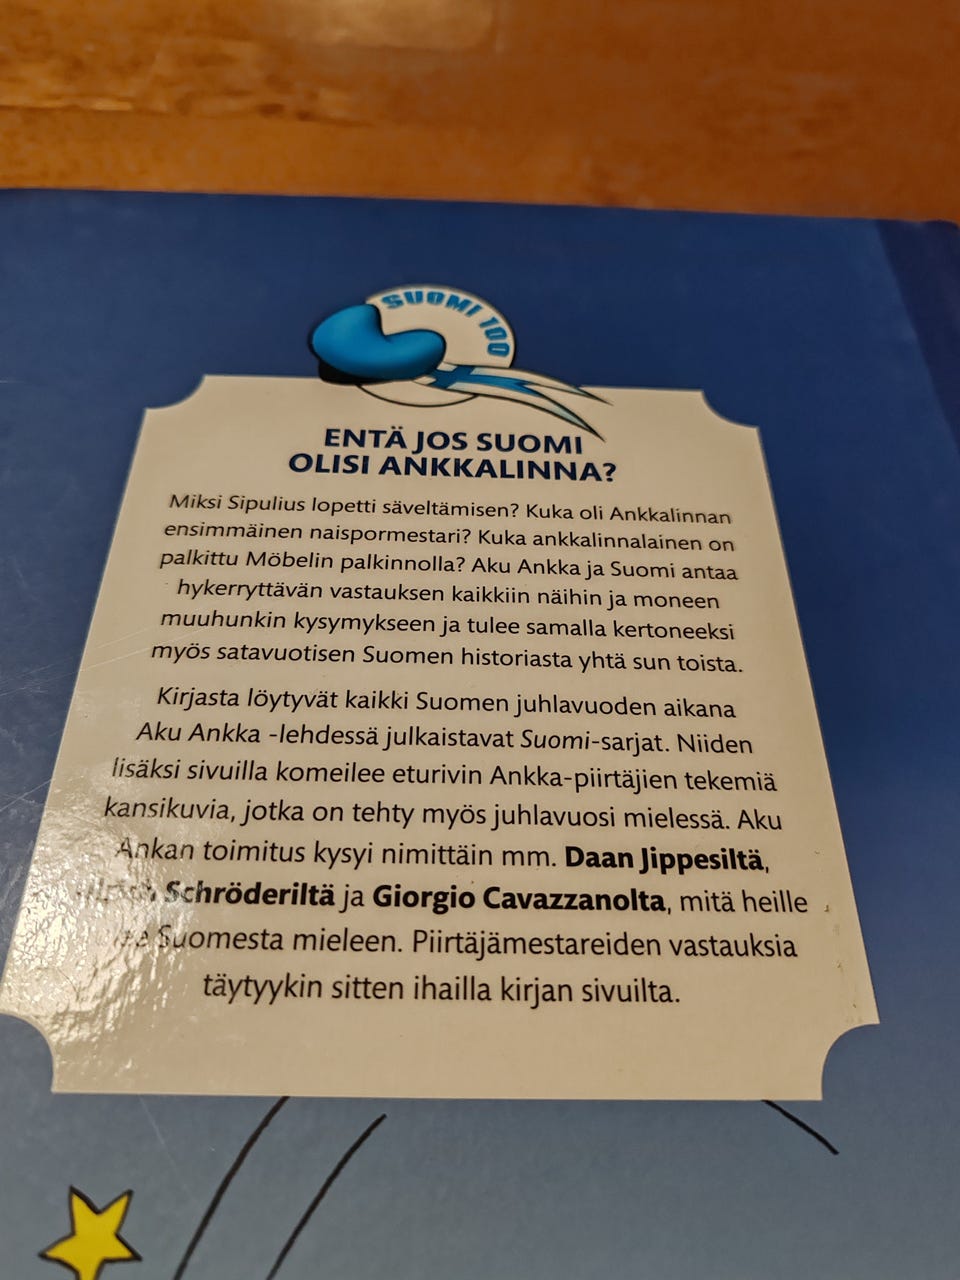 SUOMI 100
ENTÄ JOS SUOMI
OLISI ANKKALINNA?
Miksi Sipulius lopetti säveltämisen? Kuka oli Ankkalinnan
ensimmäinen naispormestari? Kuka ankkalinnalainen on
palkittu Möbelin palkinnolla? Aku Ankka ja Suomi antaa
hykerryttävän vastauksen kaikkiin näihin ja moneen
muuhunkin kysymykseen ja tulee samalla kertoneeksi
myös satavuotisen Suomen historiasta yhtä sun toista.
Kirjasta löytyvät kaikki Suomen juhlavuoden aikana
Aku Ankka -lehdessä julkaistavat Suomi-sarjat. Niiden
lisäksi sivuilla komeilee eturivin Ankka-piirtäjien tekemiä
kansikuvia, jotka on tehty myös juhlavuosi mielessä. Aku
Ankan toimitus kysyi nimittäin mm. Daan Jippesiltä,
Schröderiltä ja Giorgio Cavazzanolta, mitä heille
Suomesta mieleen. Piirtäjämestareiden vastauksia
täytyykin sitten ihailla kirjan sivuilta.